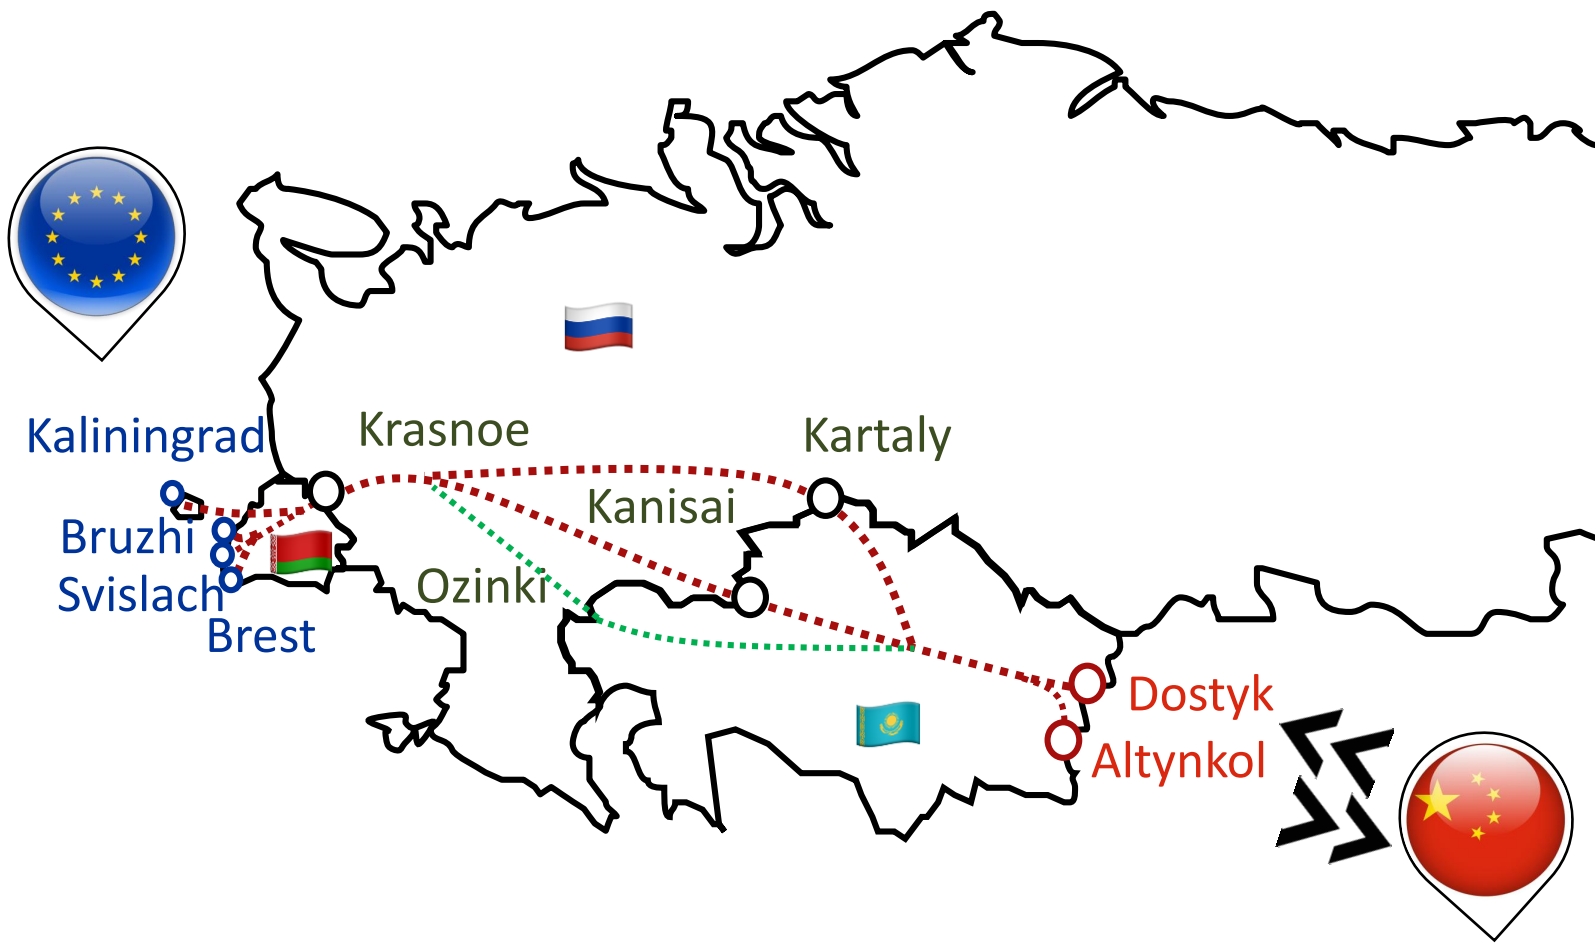 Kaliningrad
Krasnoe
Kartaly
Kanisai
Bruzhi
Ozinki
Svislach
Brest
Dostyk
Altynkol